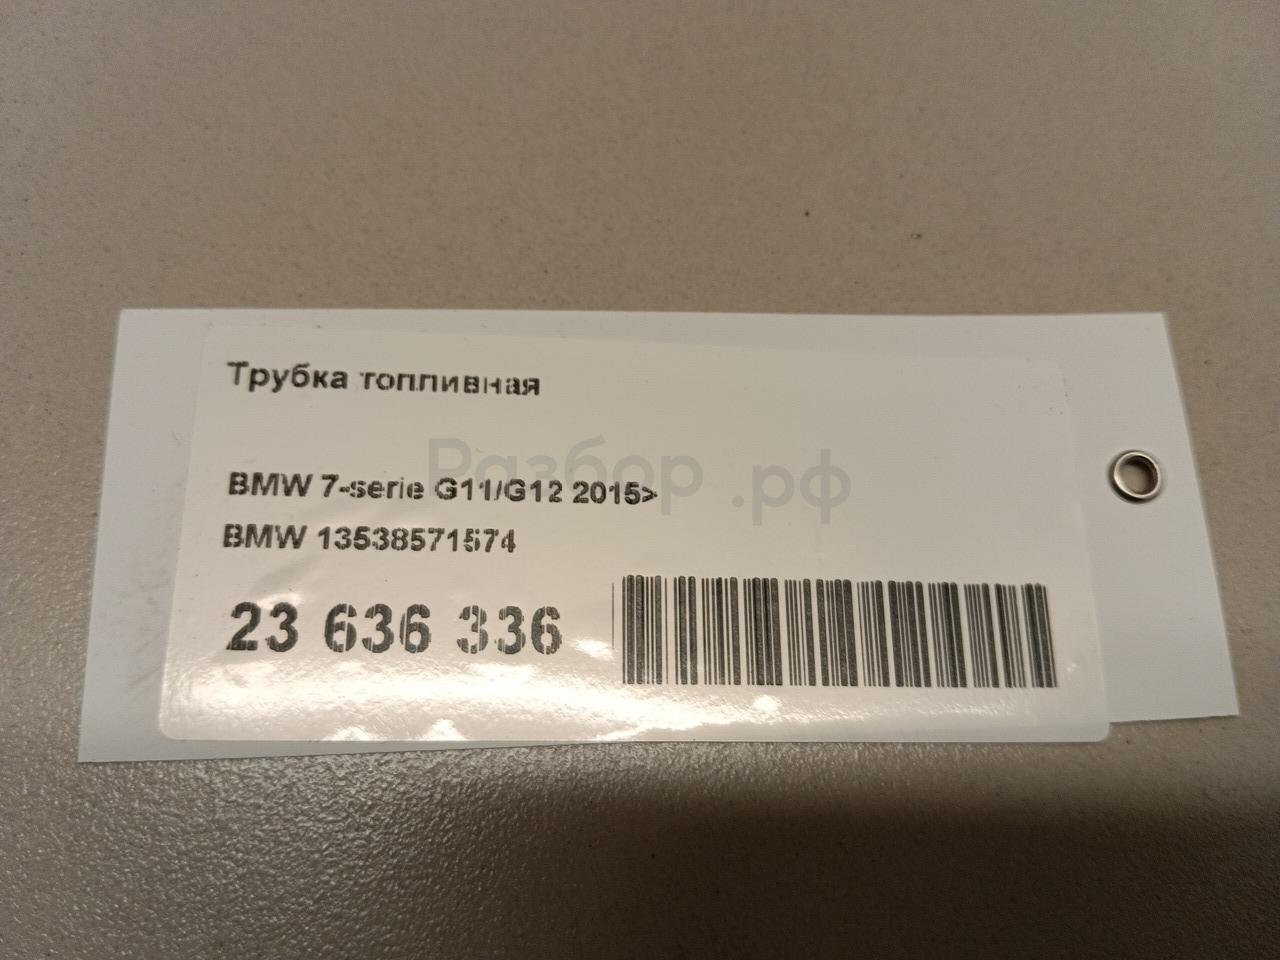 Трубка топливная
Разбор.рф
BMW 7-serie G11/G12 2015>
BMW 13538571574
23 636 336